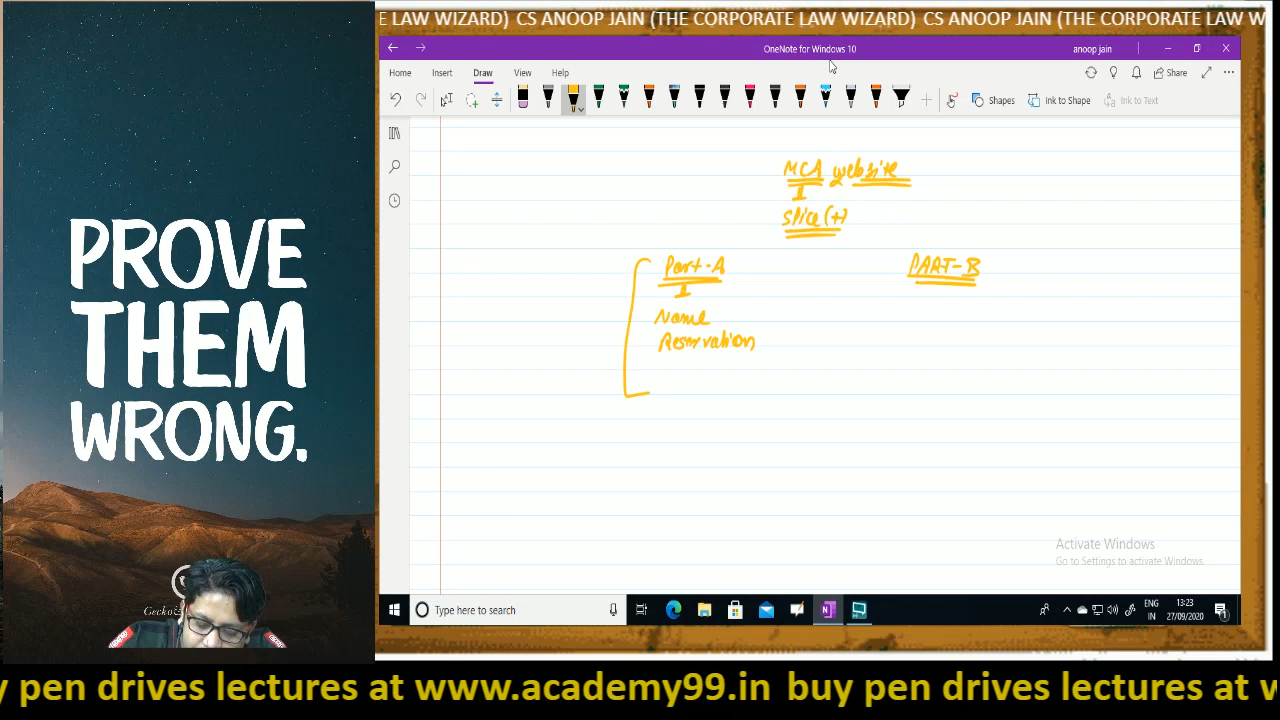 E LAW WIZARD) CS ANOOP JAIN (THE CORPORATE LAW WIZARD) CS ANOOP JAIN (THE CORPORATE LAW W
OneNote for Windows 10
anoop jain
Home Insert Draw View Help
Share
Shapes
Ink to Shape
Ink to Text
MCA website
Slice (+)
Part-A
PART-B
Name
Reservation
PROVE
THEM
WRONG.
Activate Windows
Go to Settings to activate Windows.
Type here to search
ENG
IN
13:23
27/09/2020
y pen drives lectures at www.academy99.in buy pen drives lectures at w